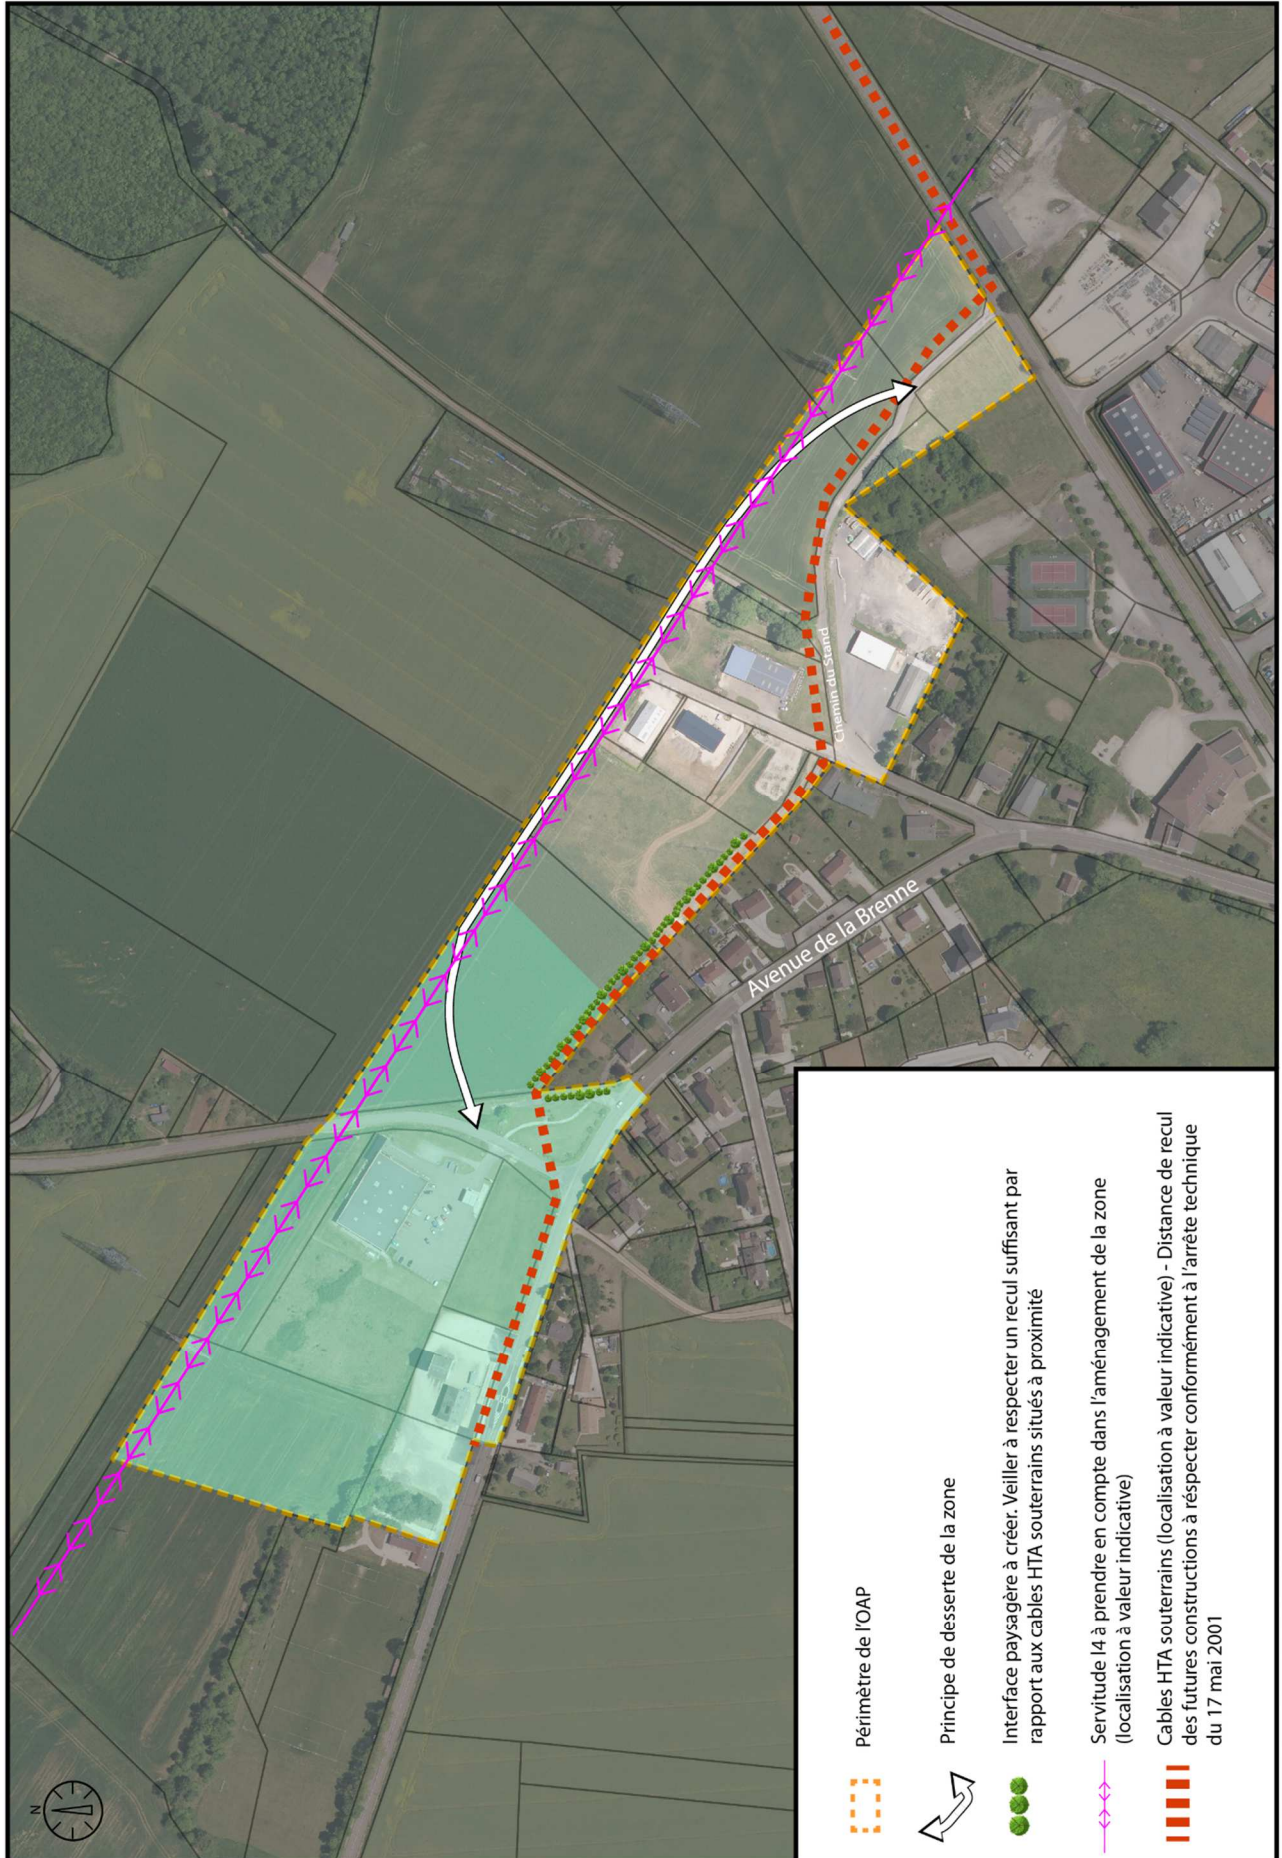 N
Chemin du Stand
Avenue de la Brenne
Périmètre de l'OAP
Principe de desserte de la zone
Interface paysagère à créer. Veiller à respecter un recul suffisant par
rapport aux cables HTA souterrains situés à proximité
Servitude I4 à prendre en compte dans l'aménagement de la zone
(localisation à valeur indicative)
Cables HTA souterrains (localisation à valeur indicative) - Distance de recul
des futures constructions à réspecter conformément à l'arrête technique
du 17 mai 2001